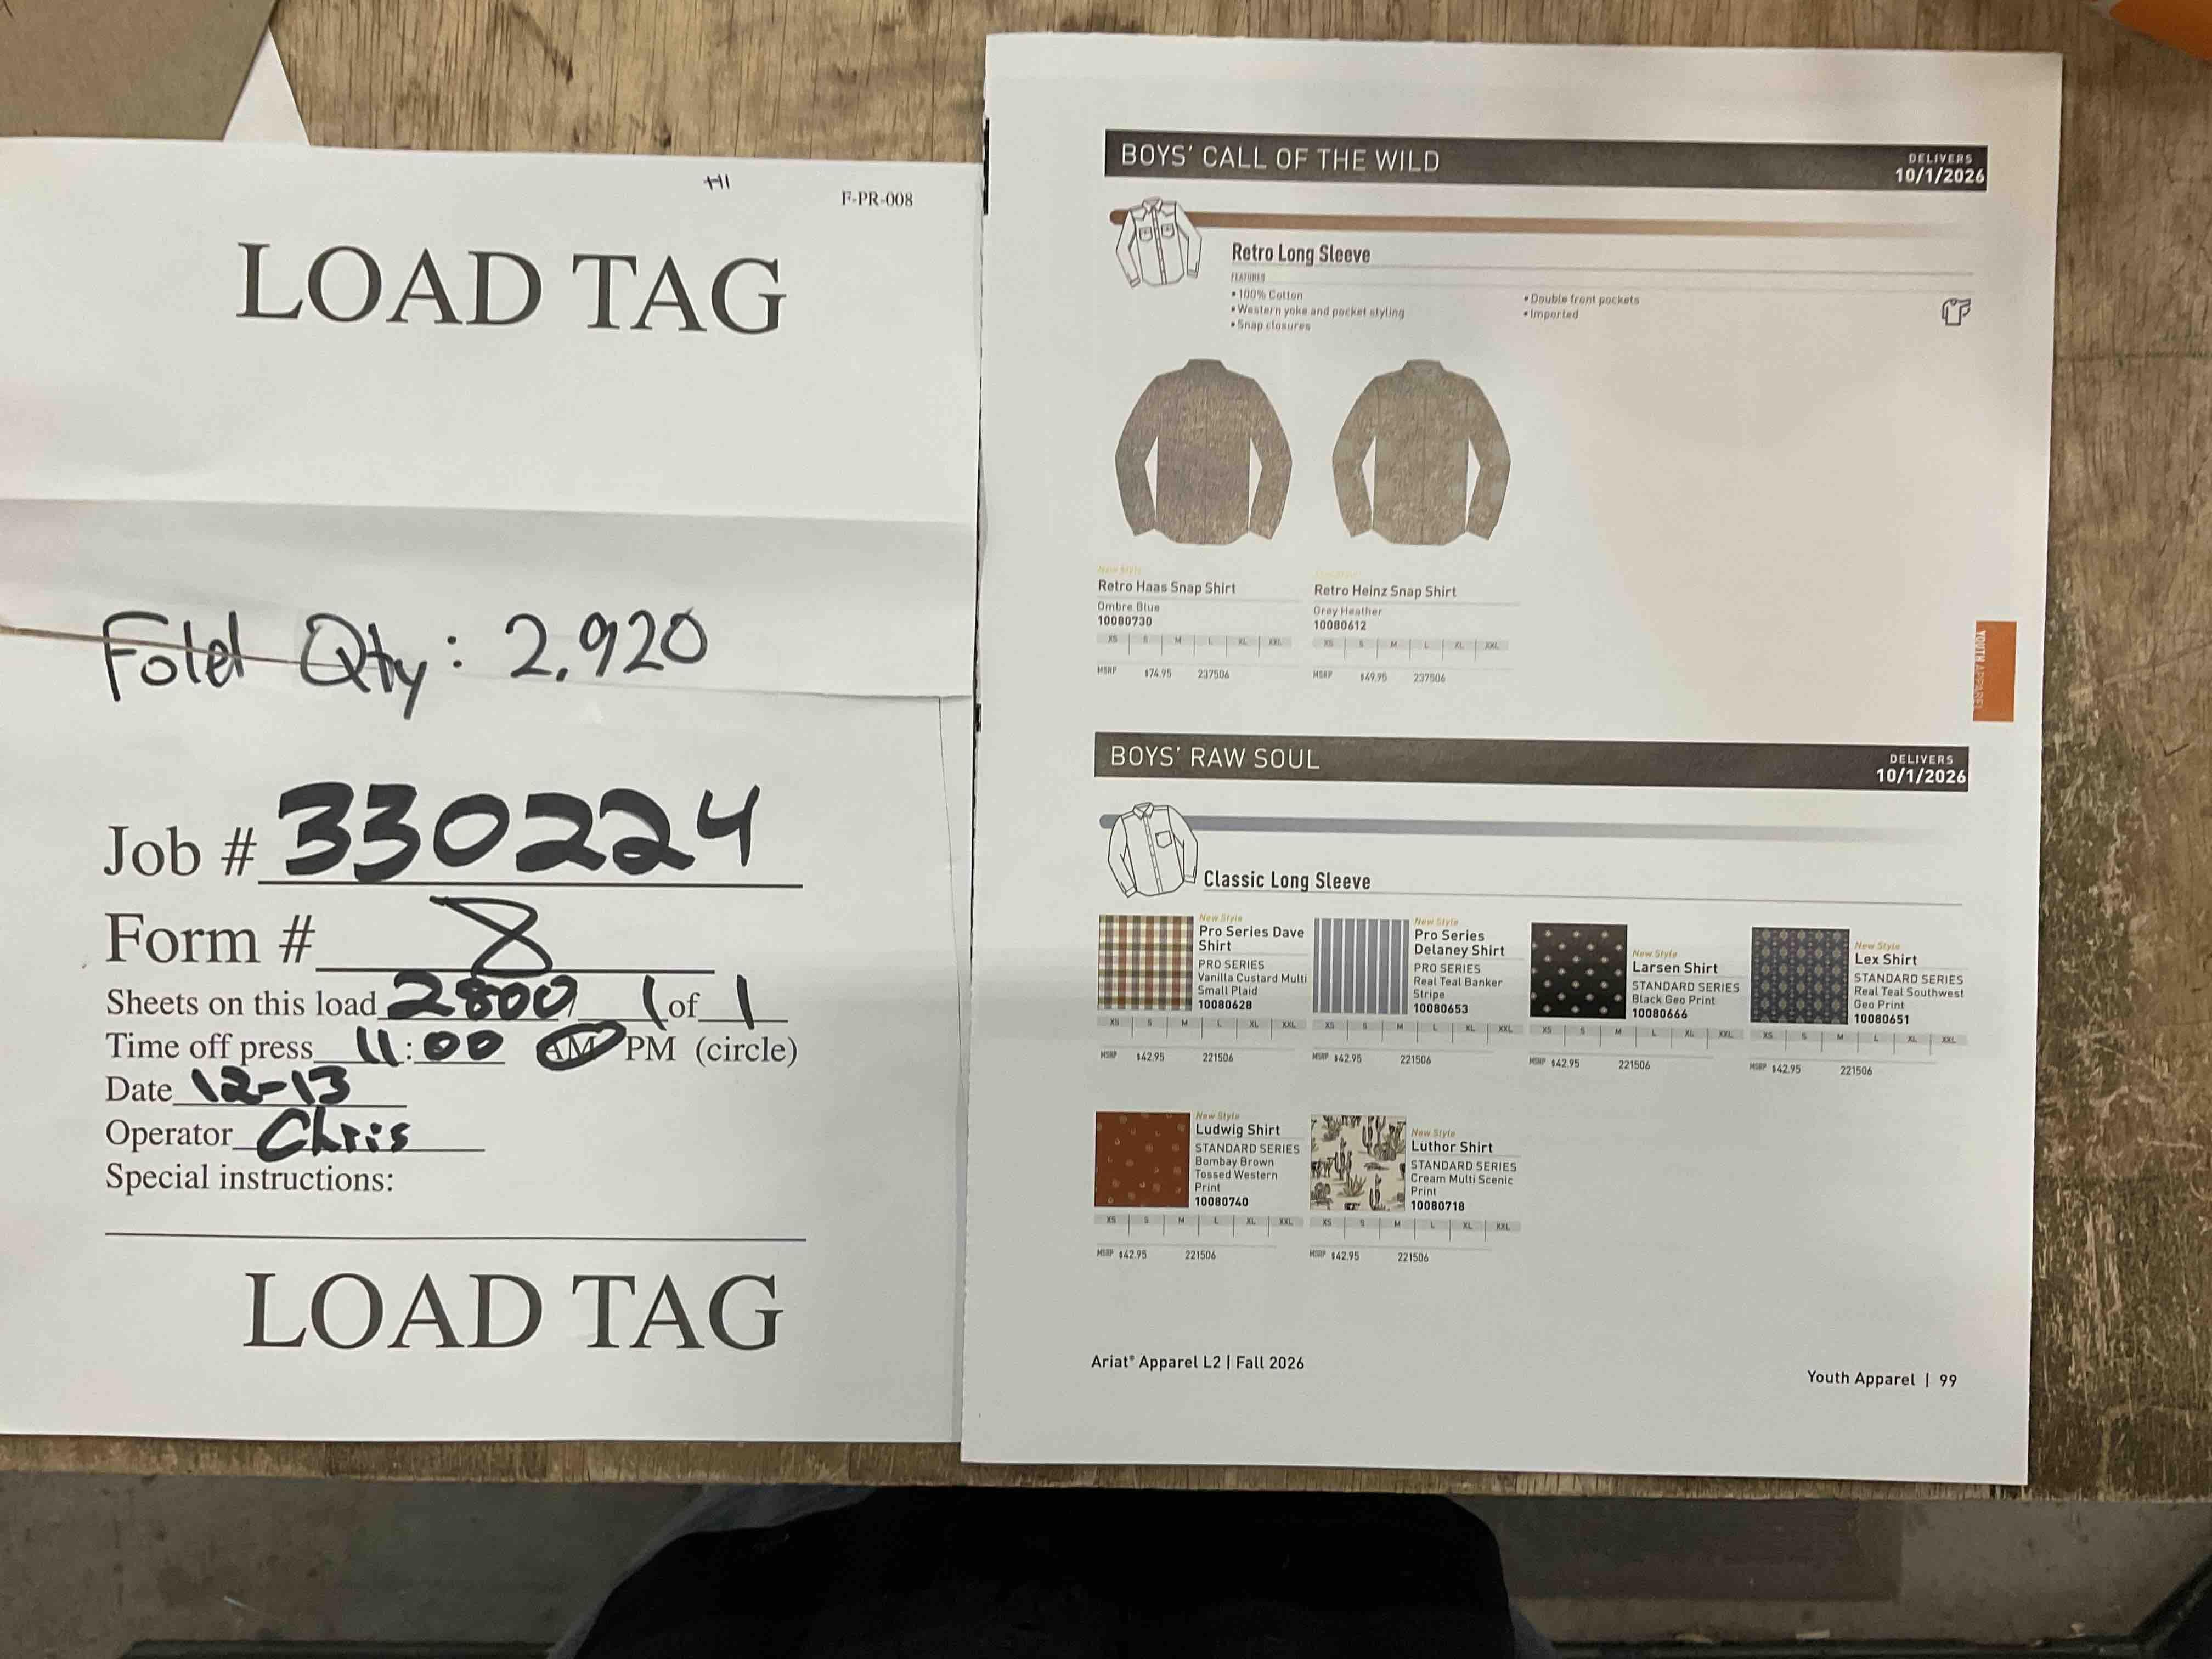 H1
F-PR-008
LOAD TAG
Fold Qty: 2,920
Job # 330224
Form # 8
Sheets on this load 2800, 1 of 1
Time off press 11:00 AM PM (circle)
Date 12-13
Operator Chris
Special instructions:
LOAD TAG
BOYS' CALL OF THE WILD
DELIVERS
10/1/2026
Retro Long Sleeve
FEATURES
• 100% Cotton
• Western yoke and pocket styling
• Snap closures
• Double front pockets
• Imported
New Style
Retro Haas Snap Shirt
Ombre Blue
10080730
XS S M L XL XXL
MSRP $74.95 237506
Retro Heinz Snap Shirt
Grey Heather
10080612
XS S M L XL XXL
MSRP $49.95 237506
YOUTH APPAREL
BOYS' RAW SOUL
DELIVERS
10/1/2026
Classic Long Sleeve
New Style
Pro Series Dave
Shirt
PRO SERIES
Vanilla Custard Multi
Small Plaid
10080628
XS S M L XL XXL
MSRP $42.95 221506
New Style
Pro Series
Delaney Shirt
PRO SERIES
Real Teal Banker
Stripe
10080653
XS S M L XL XXL
MSRP $42.95 221506
New Style
Larsen Shirt
STANDARD SERIES
Black Geo Print
10080666
XS S M L XL XXL
MSRP $42.95 221506
New Style
Lex Shirt
STANDARD SERIES
Real Teal Southwest
Geo Print
10080651
XS S M L XL XXL
MSRP $42.95 221506
New Style
Ludwig Shirt
STANDARD SERIES
Bombay Brown
Tossed Western
Print
10080740
XS S M L XL XXL
MSRP $42.95 221506
New Style
Luthor Shirt
STANDARD SERIES
Cream Multi Scenic
Print
10080718
XS S M L XL XXL
MSRP $42.95 221506
Ariat® Apparel L2 | Fall 2026
Youth Apparel | 99